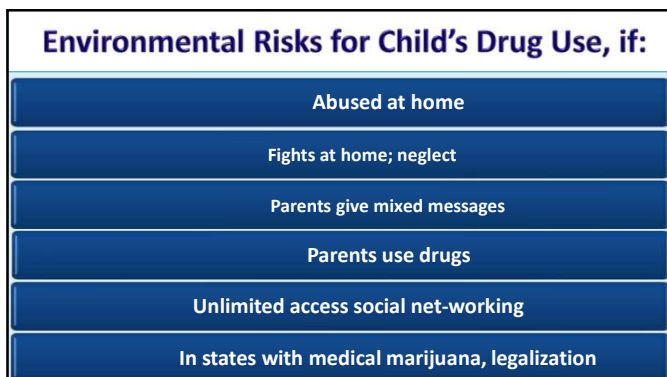 Environmental Risks for Child's Drug Use, if:
Abused at home
Fights at home; neglect
Parents give mixed messages
Parents use drugs
Unlimited access social net-working
In states with medical marijuana, legalization